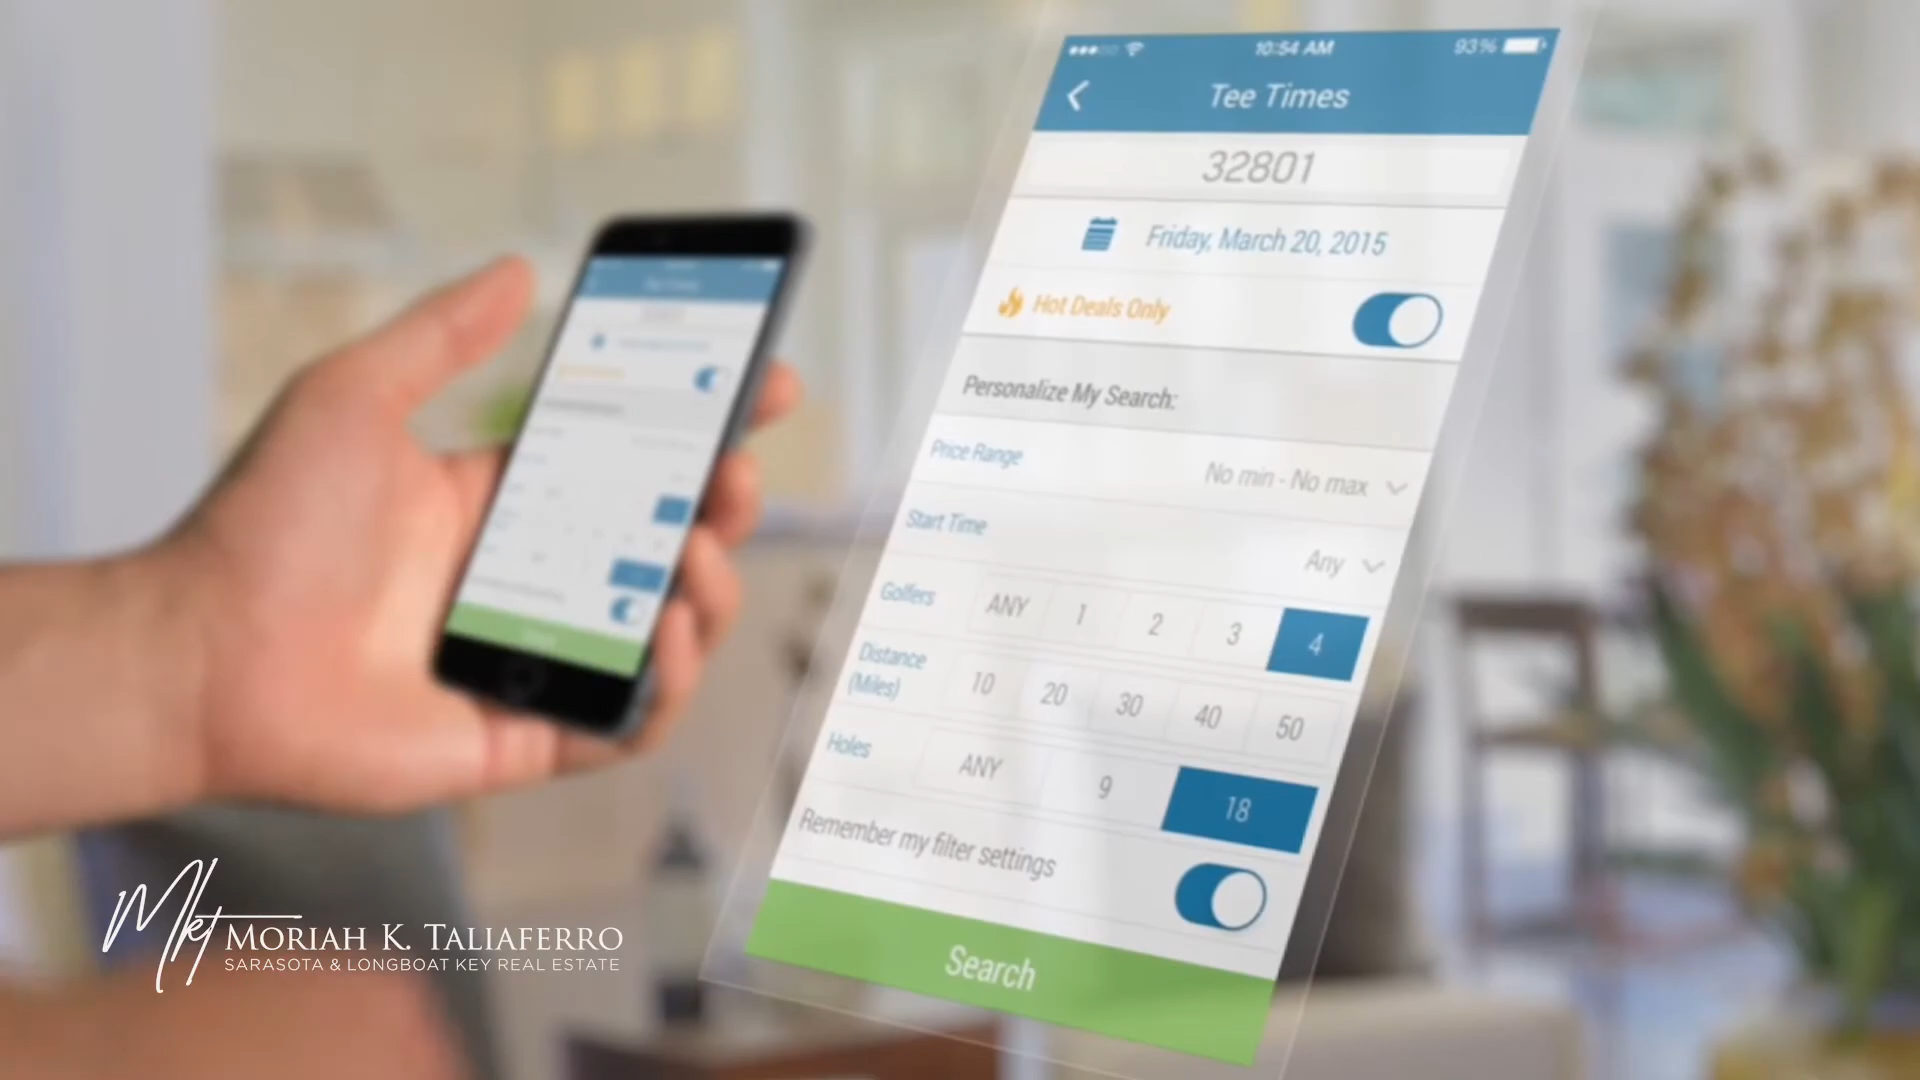 10:54 AM
93%
Tee Times
32801
Friday, March 20, 2015
Hot Deals Only
Personalize My Search:
Price Range
No min - No max
Start Time
Any
Golfers ANY 1 2 3 4
Distance
(Miles)
10 20 30 40 50
Holes ANY 9 18
Remember my filter settings
Search
Mkt
MORIAH K. TALIAFERRO
SARASOTA & LONGBOAT KEY REAL ESTATE